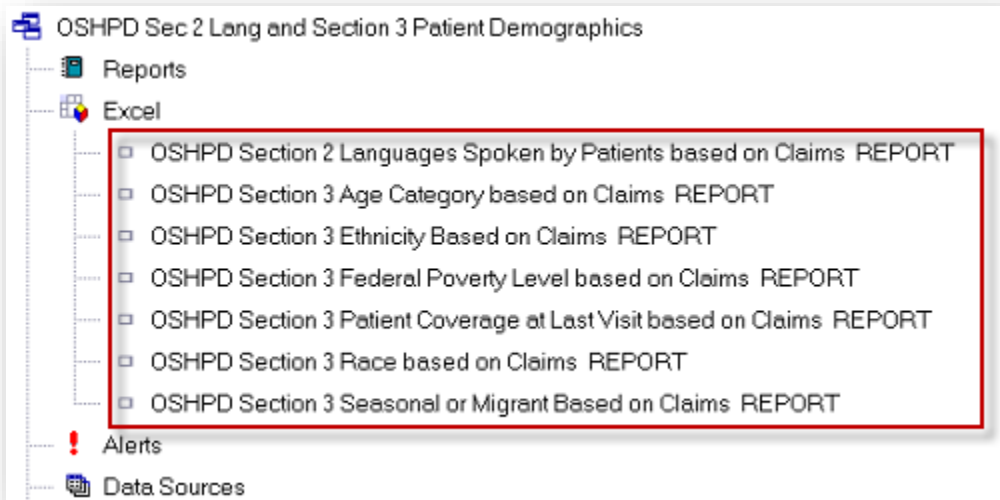 OSHPD Sec 2 Lang and Section 3 Patient Demographics
Reports
Excel
OSHPD Section 2 Languages Spoken by Patients based on Claims REPORT
OSHPD Section 3 Age Category based on Claims REPORT
OSHPD Section 3 Ethnicity Based on Claims REPORT
OSHPD Section 3 Federal Poverty Level based on Claims REPORT
OSHPD Section 3 Patient Coverage at Last Visit based on Claims REPORT
OSHPD Section 3 Race based on Claims REPORT
OSHPD Section 3 Seasonal or Migrant Based on Claims REPORT
Alerts
Data Sources